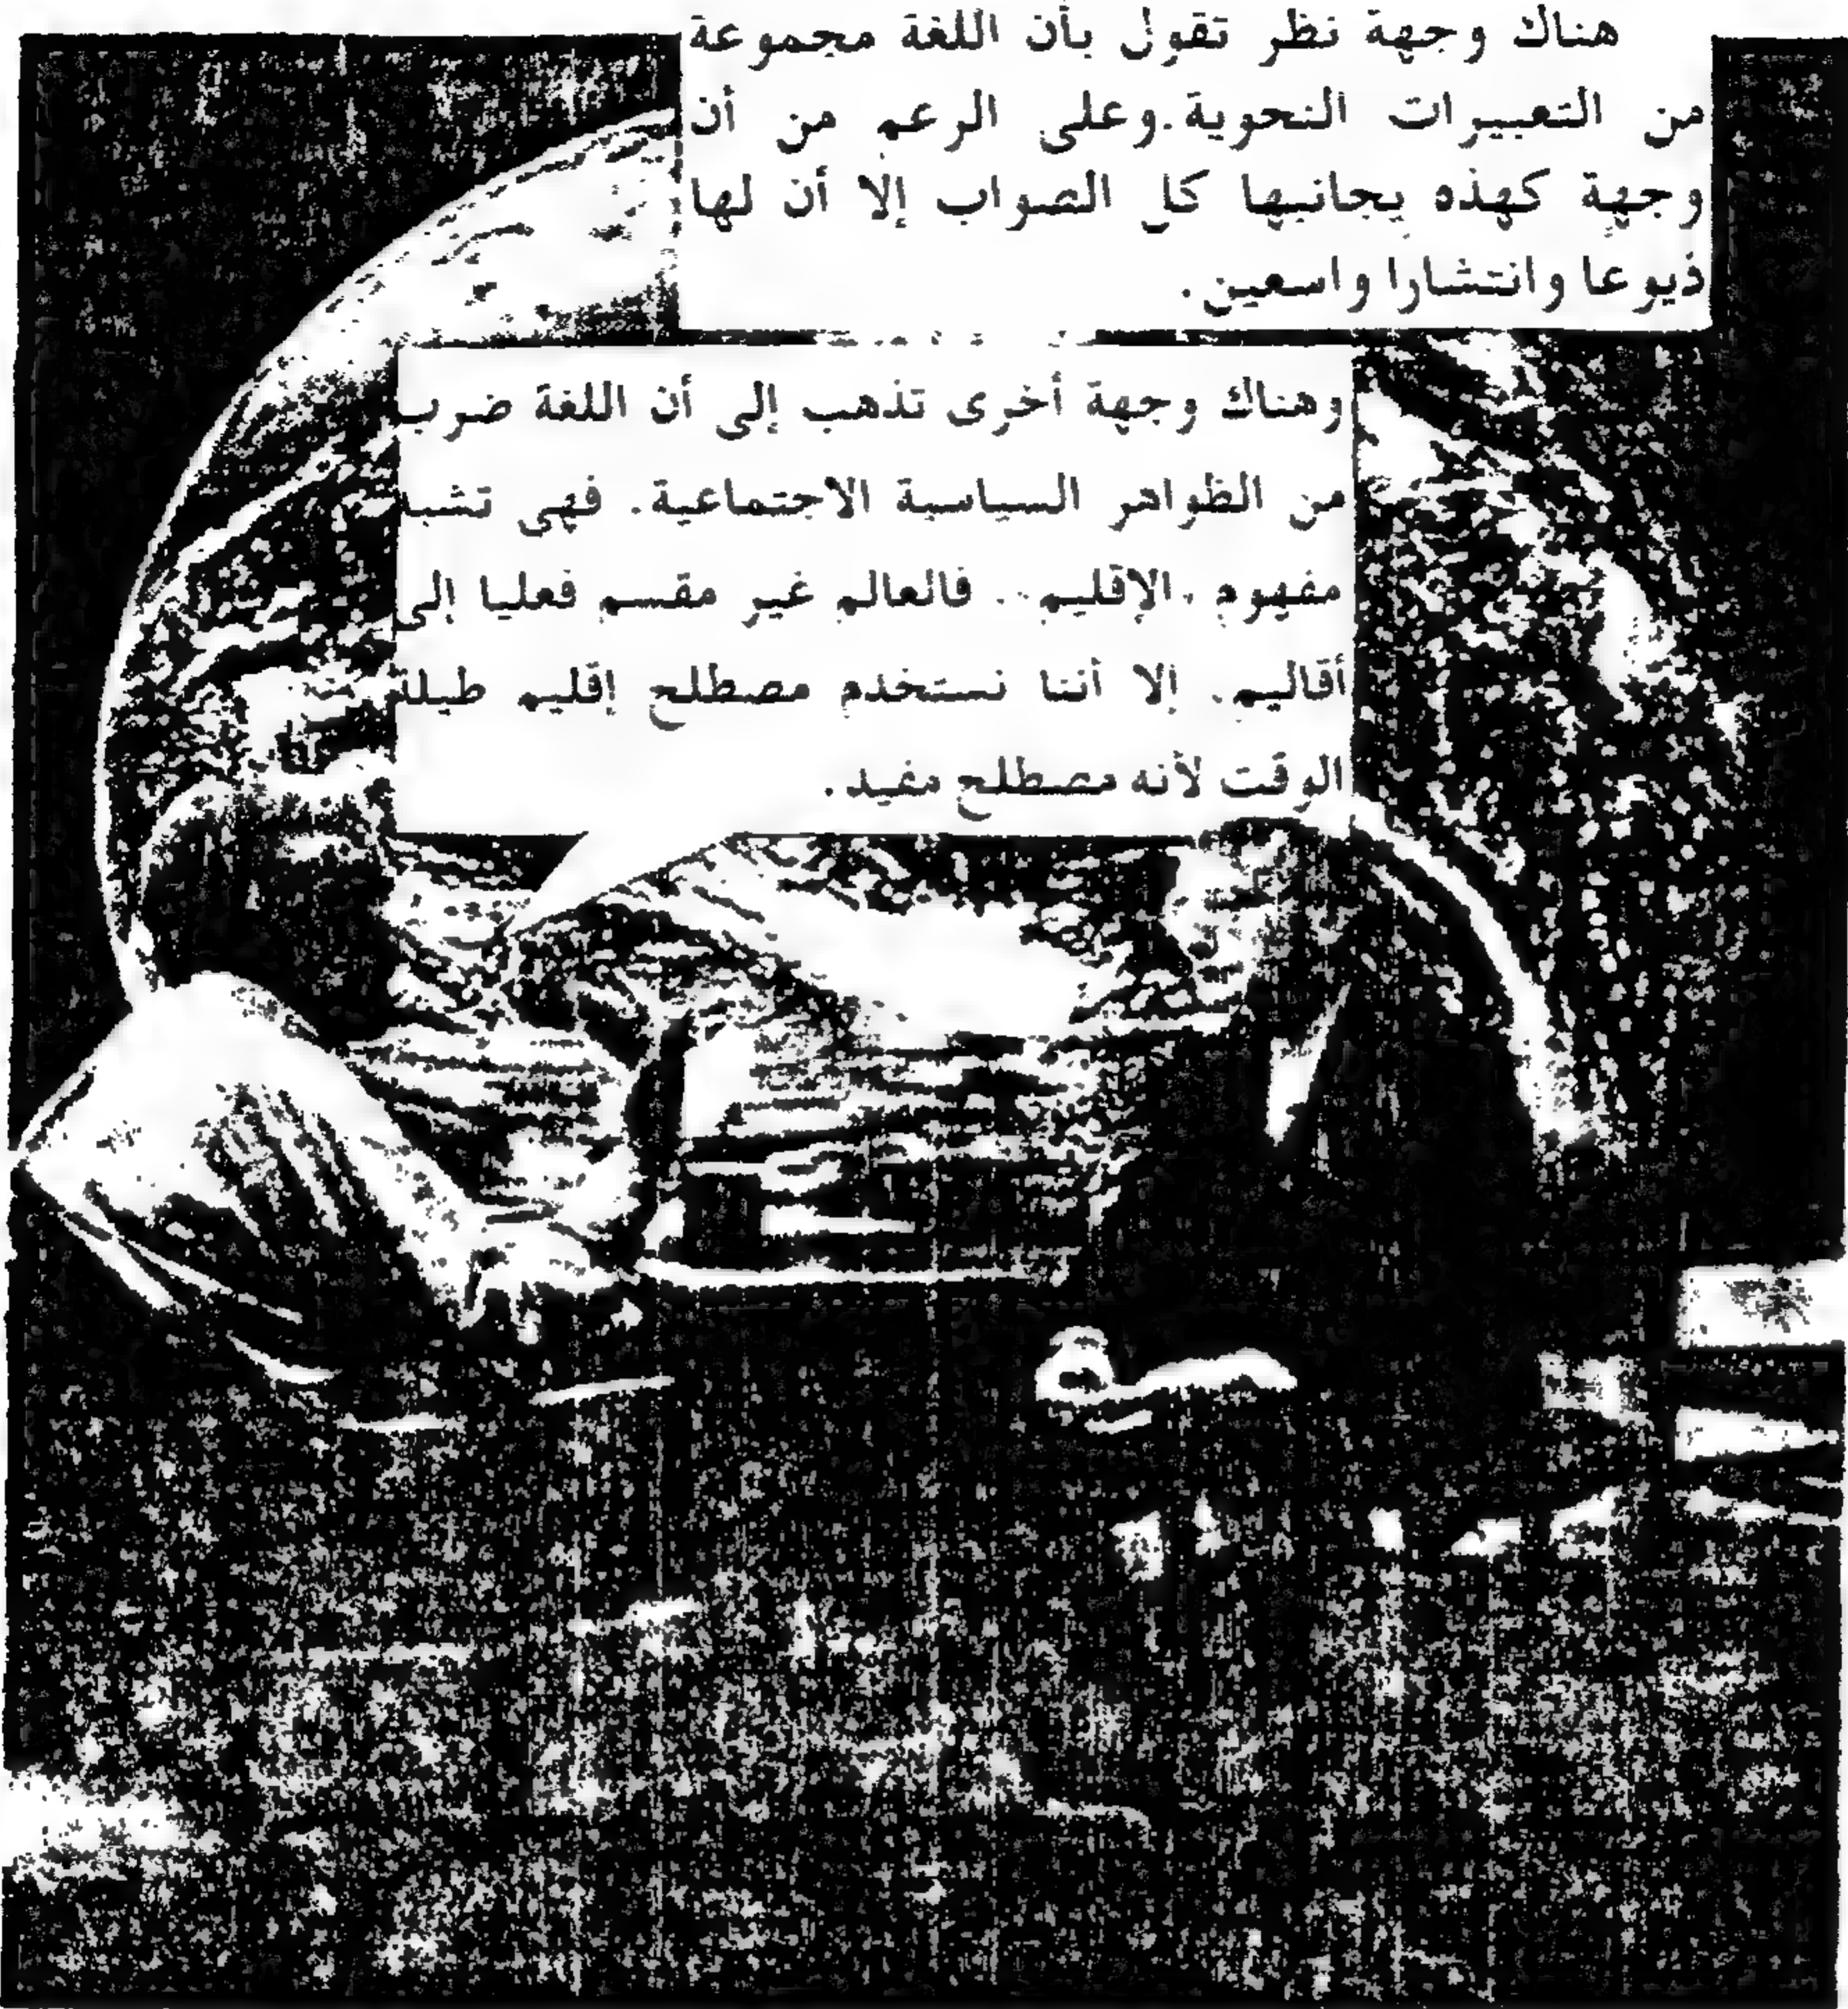 هناك وجهة نظر تقول بأن اللغة مجموعة
من التعبيرات النحوية.وعلى الرغم من أن
وجهة كهذه يجانبها كل الصواب إلا أن لها
ذيوعا وانتشارا واسعين.
وهناك وجهة أخرى تذهب إلى أن اللغة ضرب
من الظواهر السياسية الاجتماعية. فهى تشبه
مفهوم «الإقليم». فالعالم غير مقسم فعليا إلى
أقاليم. إلا أننا نستخدم مصطلح إقليم طيلة
الوقت لأنه مصطلح مفيد.